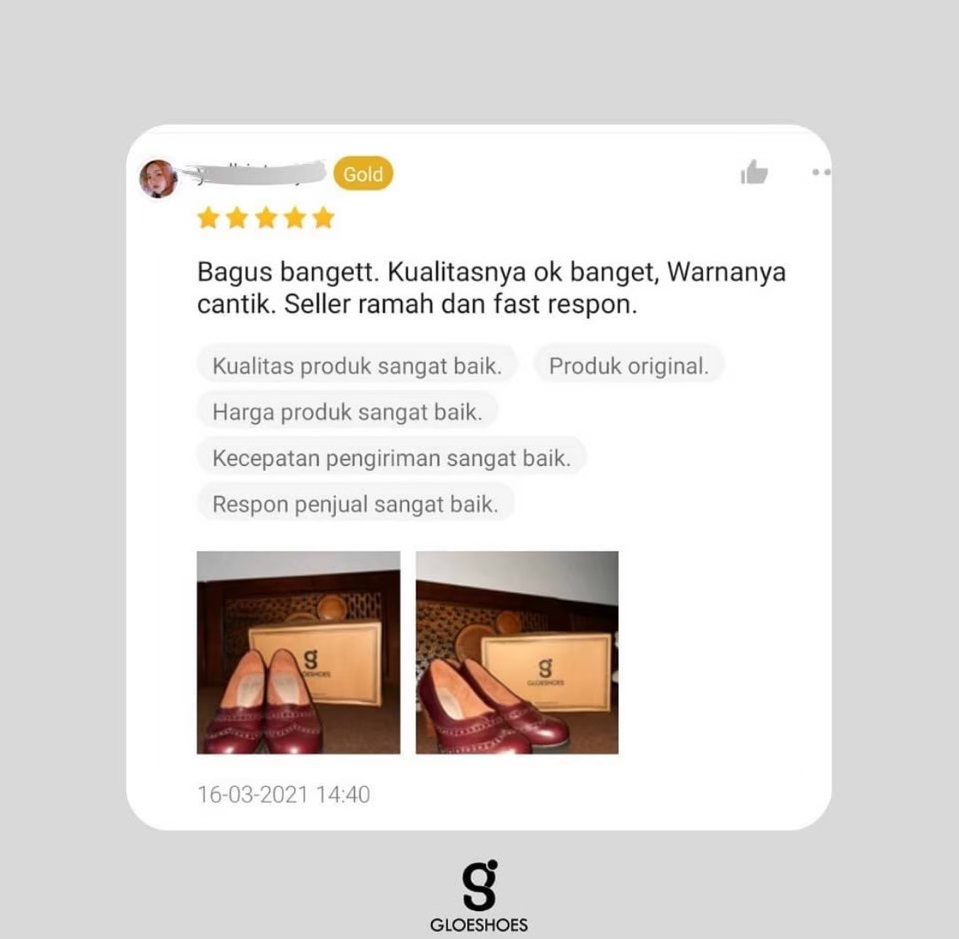 Gold
Bagus bangett. Kualitasnya ok banget, Warnanya
cantik. Seller ramah dan fast respon.
Kualitas produk sangat baik. Produk original.
Harga produk sangat baik.
Kecepatan pengiriman sangat baik.
Respon penjual sangat baik.
GLOESHOES
16-03-2021 14:40
GLOESHOES